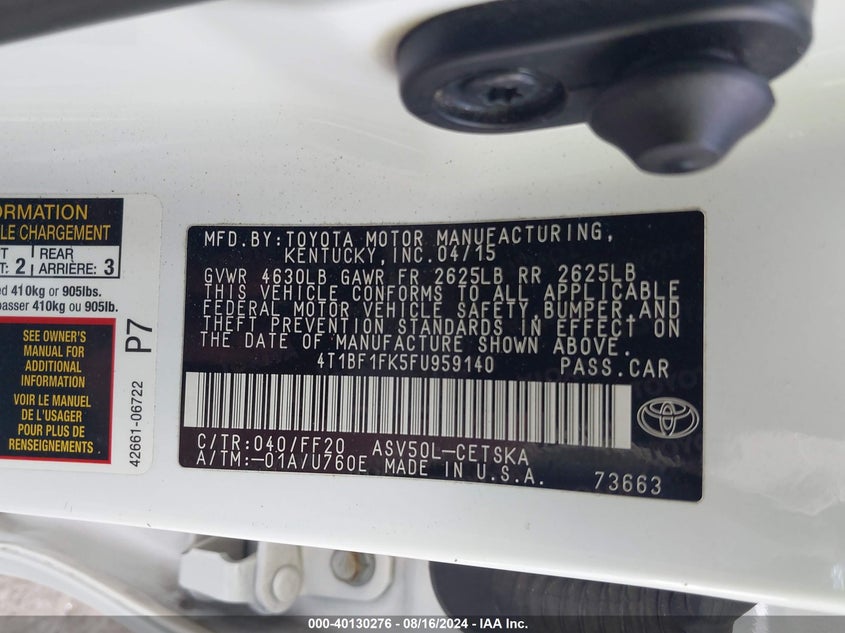 ORMATION
LE CHARGEMENT
REAR
2 ARRIÈRE: 3
410kg or 905lbs.
passer 410kg ou 905lb.
SEE OWNER'S
MANUAL FOR
ADDITIONAL
INFORMATION
VOIR LE MANUEL
DE L'USAGER
POUR PLUS DE
RENSEIGNEMENTS
P7
42661-06722
MFD.BY:TOYOTA MOTOR MANUFACTURING,
KENTUCKY,INC.04/15
GVWR 4630LB GAWR FR 2625LB RR 2625LB
THIS VEHICLE CONFORMS TO ALL APPLICABLE
FEDERAL MOTOR VEHICLE SAFETY,BUMPER,AND
THEFT PREVENTION STANDARDS IN EFFECT ON
THE DATE OF MANUFACTURE SHOWN ABOVE.
4T1BF1FK5FU959140 PASS.CAR
C/TR:040/FF20 ASV50L-CETSKA
A/TM:-01A/U760E MADE IN U.S.A.
73663
000-40130276 - 08/16/2024 - IAA Inc.